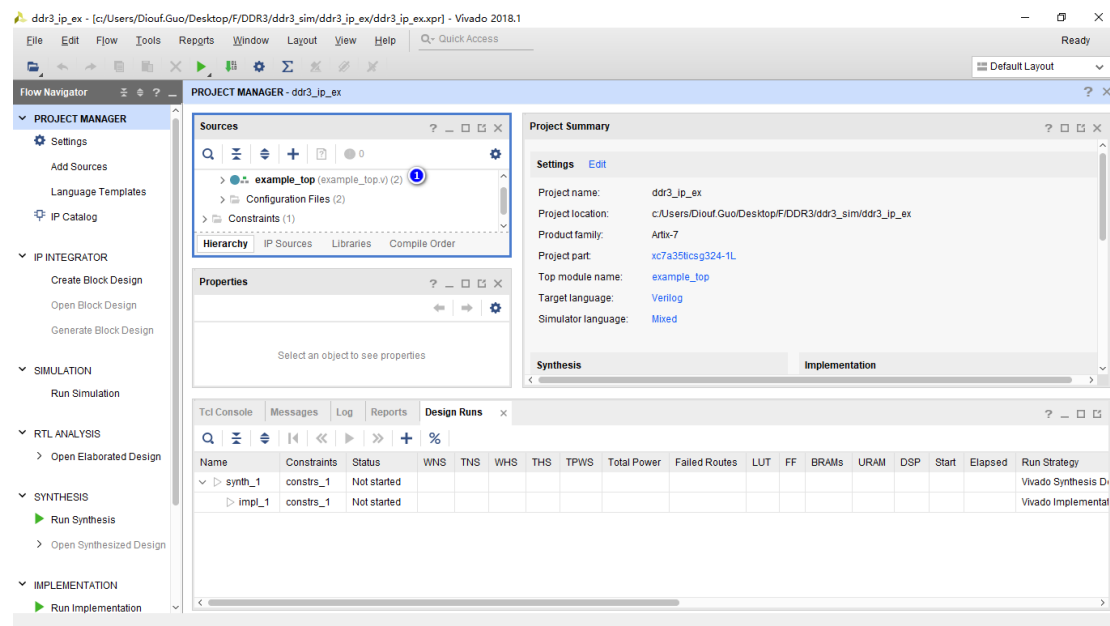 ddr3_ip_ex - [c:/Users/Diouf.Guo/Desktop/F/DDR3/ddr3_sim/ddr3_ip_ex/ddr3_ip_ex.xpr] - Vivado 2018.1
File Edit Flow Tools Reports Window Layout View Help Quick Access Ready
Default Layout
Flow Navigator
PROJECT MANAGER
Settings
Add Sources
Language Templates
IP Catalog
IP INTEGRATOR
Create Block Design
Open Block Design
Generate Block Design
SIMULATION
Run Simulation
RTL ANALYSIS
Open Elaborated Design
SYNTHESIS
Run Synthesis
Open Synthesized Design
IMPLEMENTATION
Run Implementation
PROJECT MANAGER - ddr3_ip_ex
Sources
0
example_top (example_top.v) (2) 1
Configuration Files (2)
Constraints (1)
Hierarchy IP Sources Libraries Compile Order
Properties
Select an object to see properties
Project Summary
Settings Edit
Project name: ddr3_ip_ex
Project location: c:/Users/Diouf.Guo/Desktop/F/DDR3/ddr3_sim/ddr3_ip_ex
Product family: Artix-7
Project part: xc7a35ticsg324-1L
Top module name: example_top
Target language: Verilog
Simulator language: Mixed
Synthesis Implementation
Tcl Console Messages Log Reports Design Runs
Name Constraints Status WNS TNS WHS THS TPWS Total Power Failed Routes LUT FF BRAMs URAM DSP Start Elapsed Run Strategy
synth_1 constrs_1 Not started Vivado Synthesis D
impl_1 constrs_1 Not started Vivado Implementat